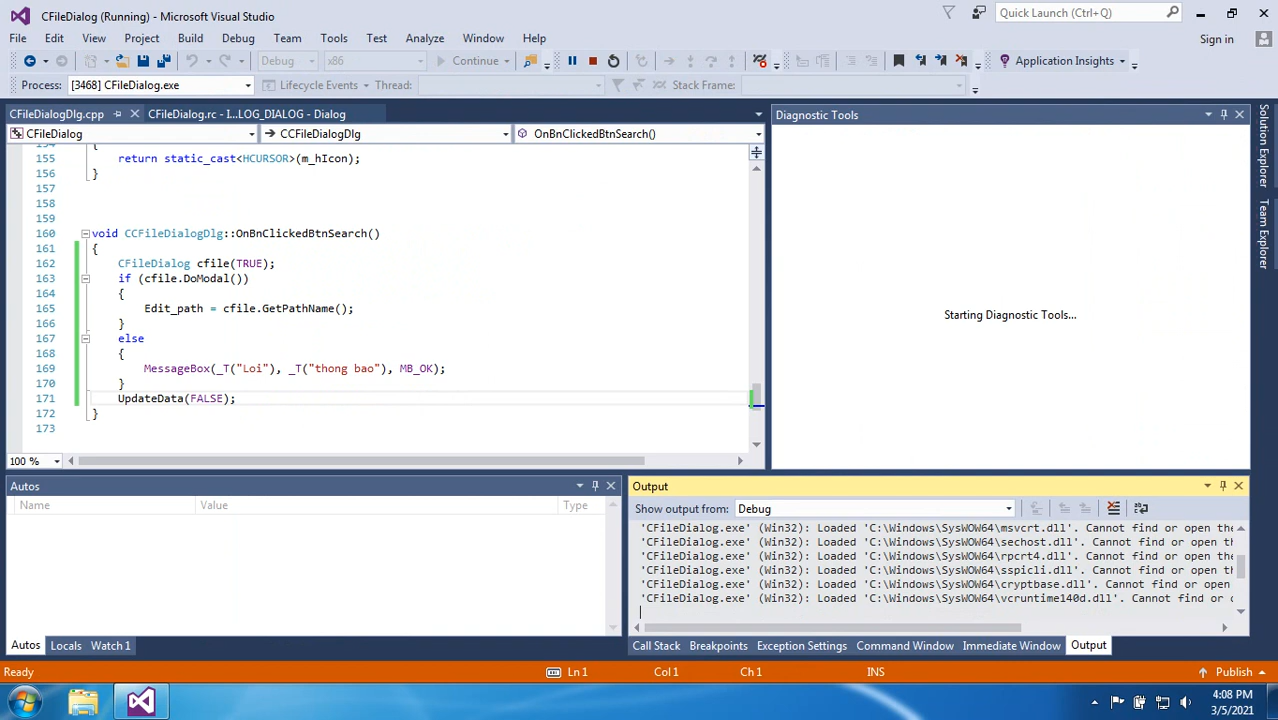 CFileDialog (Running) - Microsoft Visual Studio
Quick Launch (Ctrl+Q)
File Edit View Project Build Debug Team Tools Test Analyze Window Help
Sign in
Debug x86 Continue Application Insights
Process: [3468] CFileDialog.exe Lifecycle Events Thread: Stack Frame:
CFileDialogDlg.cpp CFileDialog.rc - I...LOG_DIALOG - Dialog
CFileDialog CCFileDialogDlg OnBnClickedBtnSearch()
154 {
155 return static_cast<HCURSOR>(m_hIcon);
156 }
157
158
159
160 void CCFileDialogDlg::OnBnClickedBtnSearch()
161 {
162 CFileDialog cfile(TRUE);
163 if (cfile.DoModal())
164 {
165 Edit_path = cfile.GetPathName();
166 }
167 else
168 {
169 MessageBox(_T("Loi"), _T("thong bao"), MB_OK);
170 }
171 UpdateData(FALSE);
172 }
173
100 %
Diagnostic Tools
Starting Diagnostic Tools...
Solution Explorer
Team Explorer
Autos
Name Value Type
Autos Locals Watch 1
Output
Show output from: Debug
'CFileDialog.exe' (Win32): Loaded 'C:\Windows\SysWOW64\msvcrt.dll'. Cannot find or open the
'CFileDialog.exe' (Win32): Loaded 'C:\Windows\SysWOW64\sechost.dll'. Cannot find or open th
'CFileDialog.exe' (Win32): Loaded 'C:\Windows\SysWOW64\rpcrt4.dll'. Cannot find or open the
'CFileDialog.exe' (Win32): Loaded 'C:\Windows\SysWOW64\sspicli.dll'. Cannot find or open th
'CFileDialog.exe' (Win32): Loaded 'C:\Windows\SysWOW64\cryptbase.dll'. Cannot find or open
'CFileDialog.exe' (Win32): Loaded 'C:\Windows\SysWOW64\vcruntime140d.dll'. Cannot find or
Call Stack Breakpoints Exception Settings Command Window Immediate Window Output
Ready Ln 1 Col 1 Ch 1 INS Publish
4:08 PM
3/5/2021